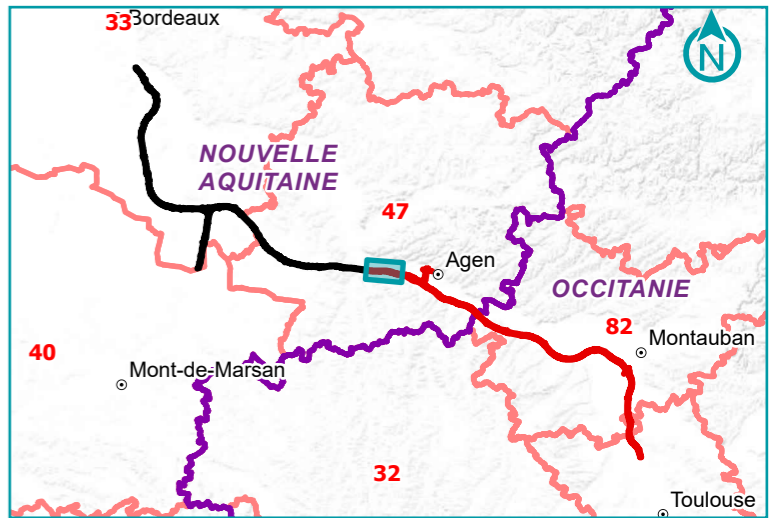 33
Bordeaux
N
NOUVELLE
AQUITAINE
47
Agen
OCCITANIE
82
Montauban
40
Mont-de-Marsan
32
Toulouse